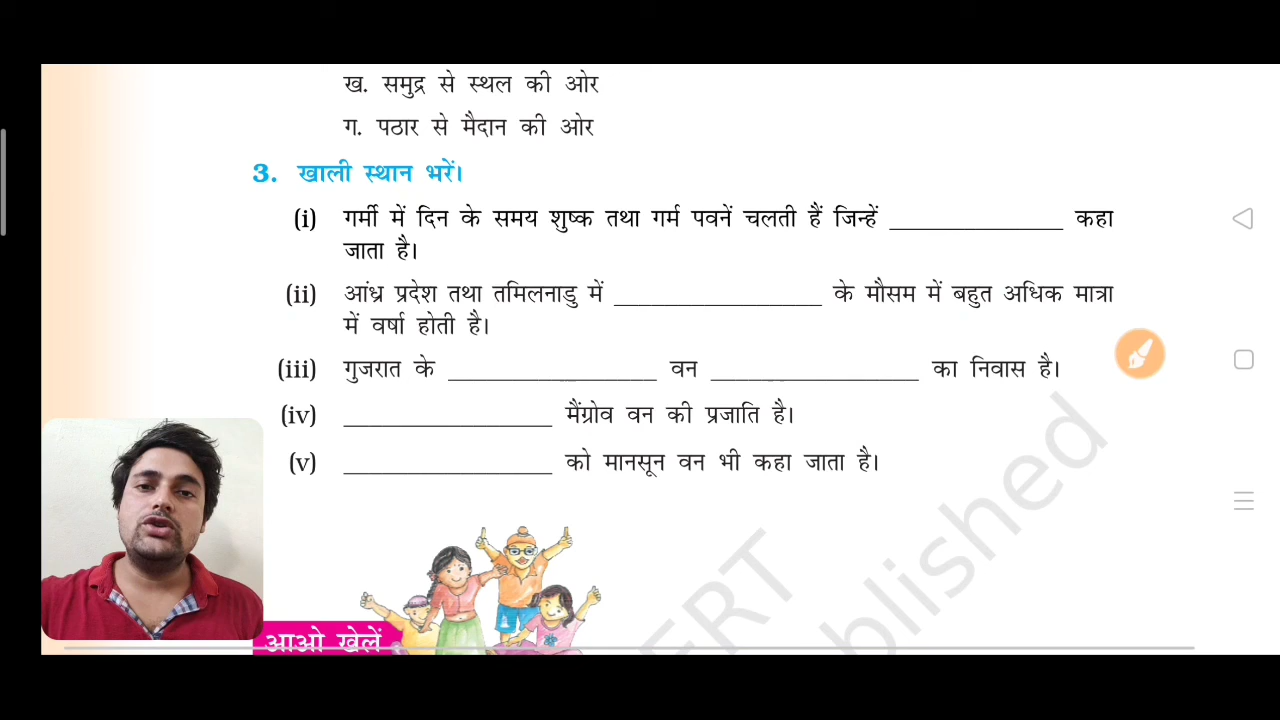 ख. समुद्र से स्थल की ओर
ग. पठार से मैदान की ओर
3. खाली स्थान भरें।
(i) गर्मी में दिन के समय शुष्क तथा गर्म पवनें चलती हैं जिन्हें ______________ कहा
जाता है।
(ii) आंध्र प्रदेश तथा तमिलनाडु में ________________ के मौसम में बहुत अधिक मात्रा
में वर्षा होती है।
(iii) गुजरात के ________________ वन ________________ का निवास है।
(iv) ________________ मैंग्रोव वन की प्रजाति है।
(v) ________________ को मानसून वन भी कहा जाता है।
आओ खेलें
ERT
blished